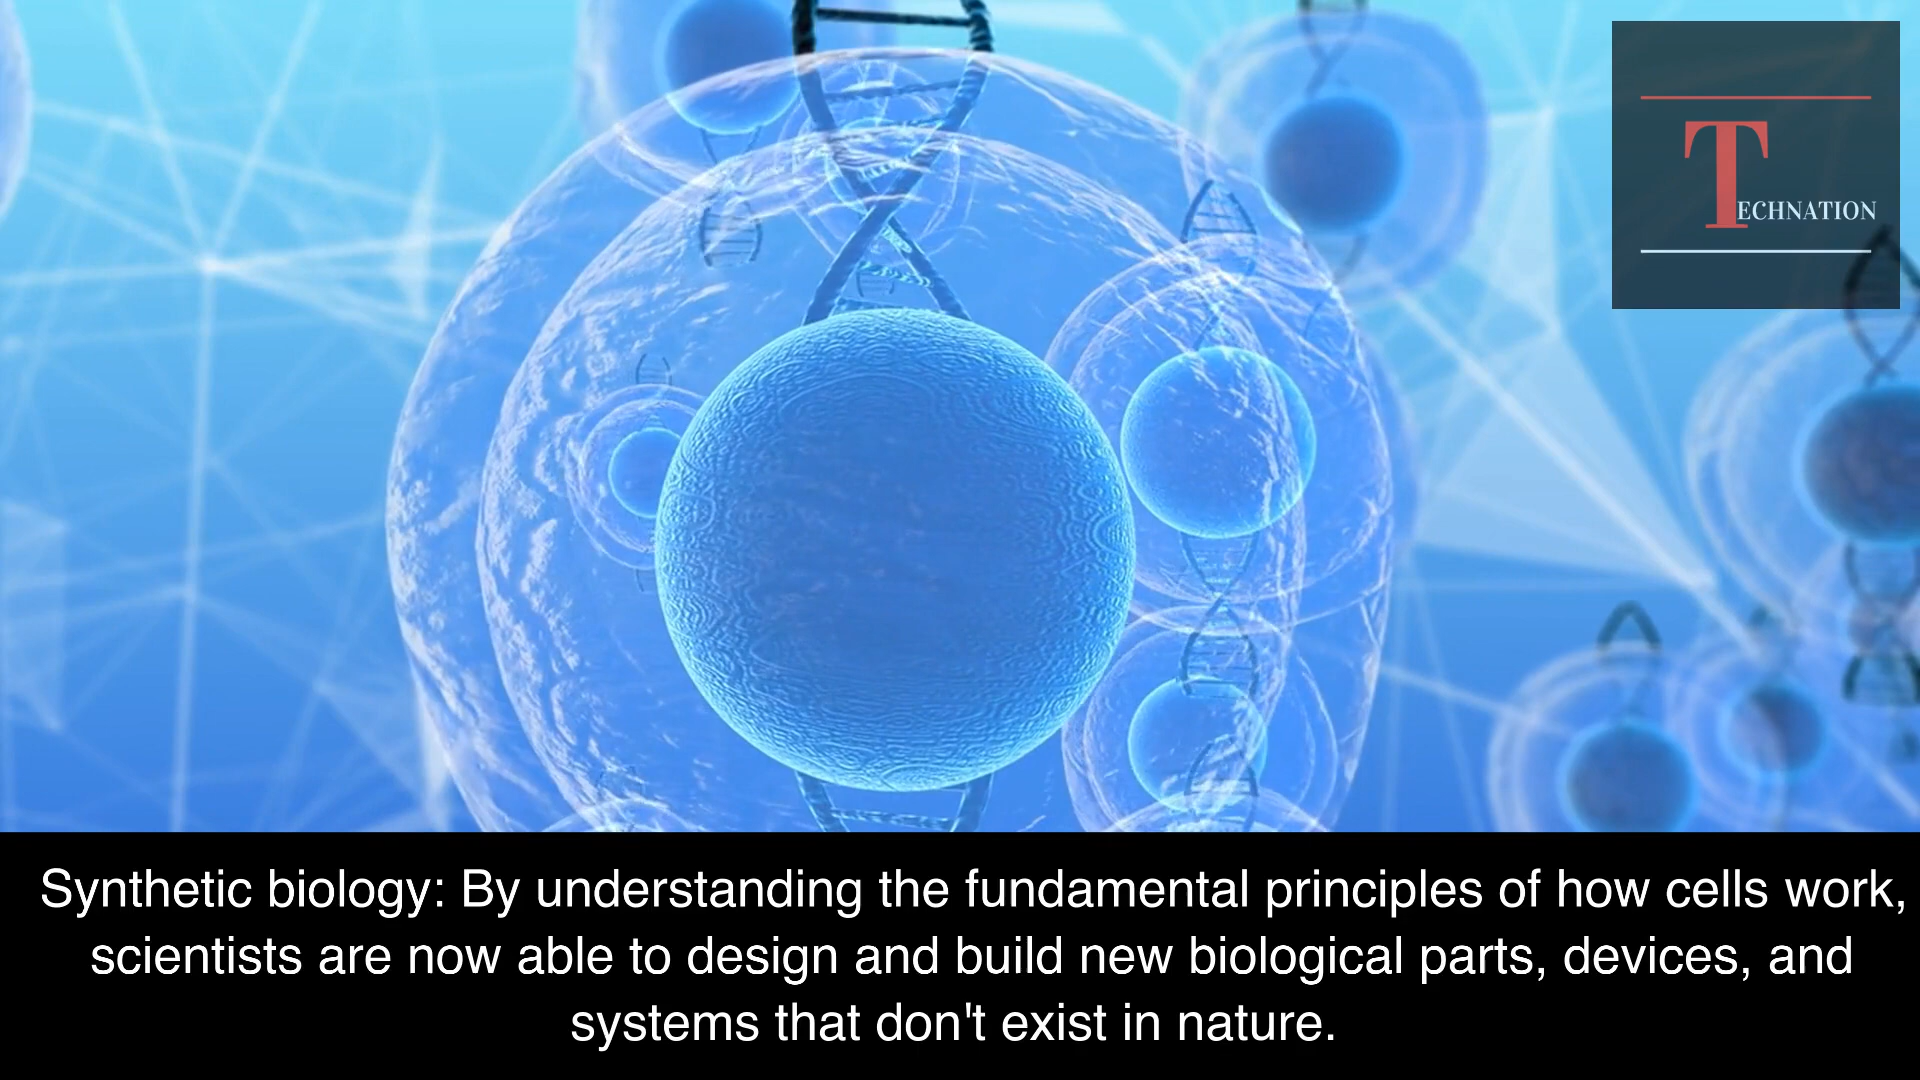 TECHNATION
Synthetic biology: By understanding the fundamental principles of how cells work,
scientists are now able to design and build new biological parts, devices, and
systems that don't exist in nature.